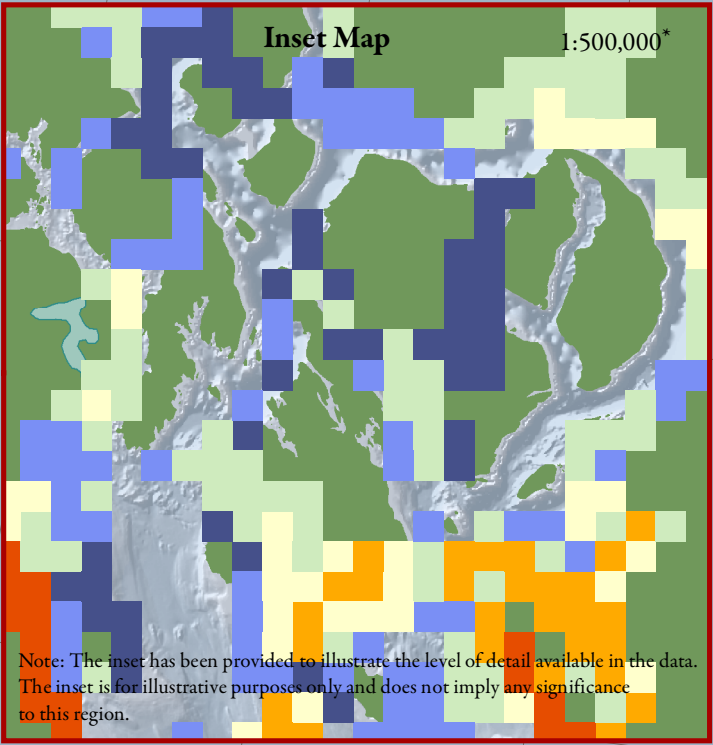 Inset Map
1:500,000*
Note: The inset has been provided to illustrate the level of detail available in the data.
The inset is for illustrative purposes only and does not imply any significance
to this region.